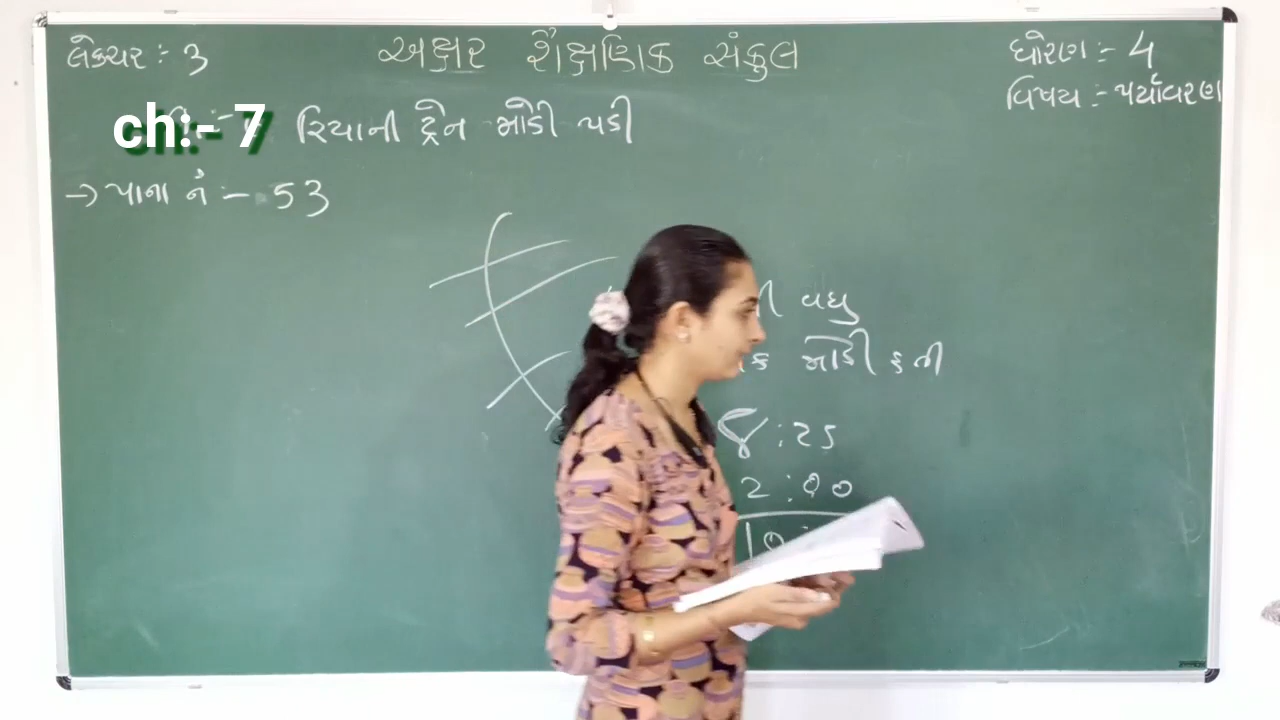 લેક્ચર :- 3
અક્ષર શૈક્ષણિક સંકુલ
ધોરણ :- 4
વિષય :- પર્યાવરણ
ch:- 7
રિયાની ટ્રેન મોડી પડી
→ પાના નં :- 53
વધુ
મોડી હતી
8:25
2:00